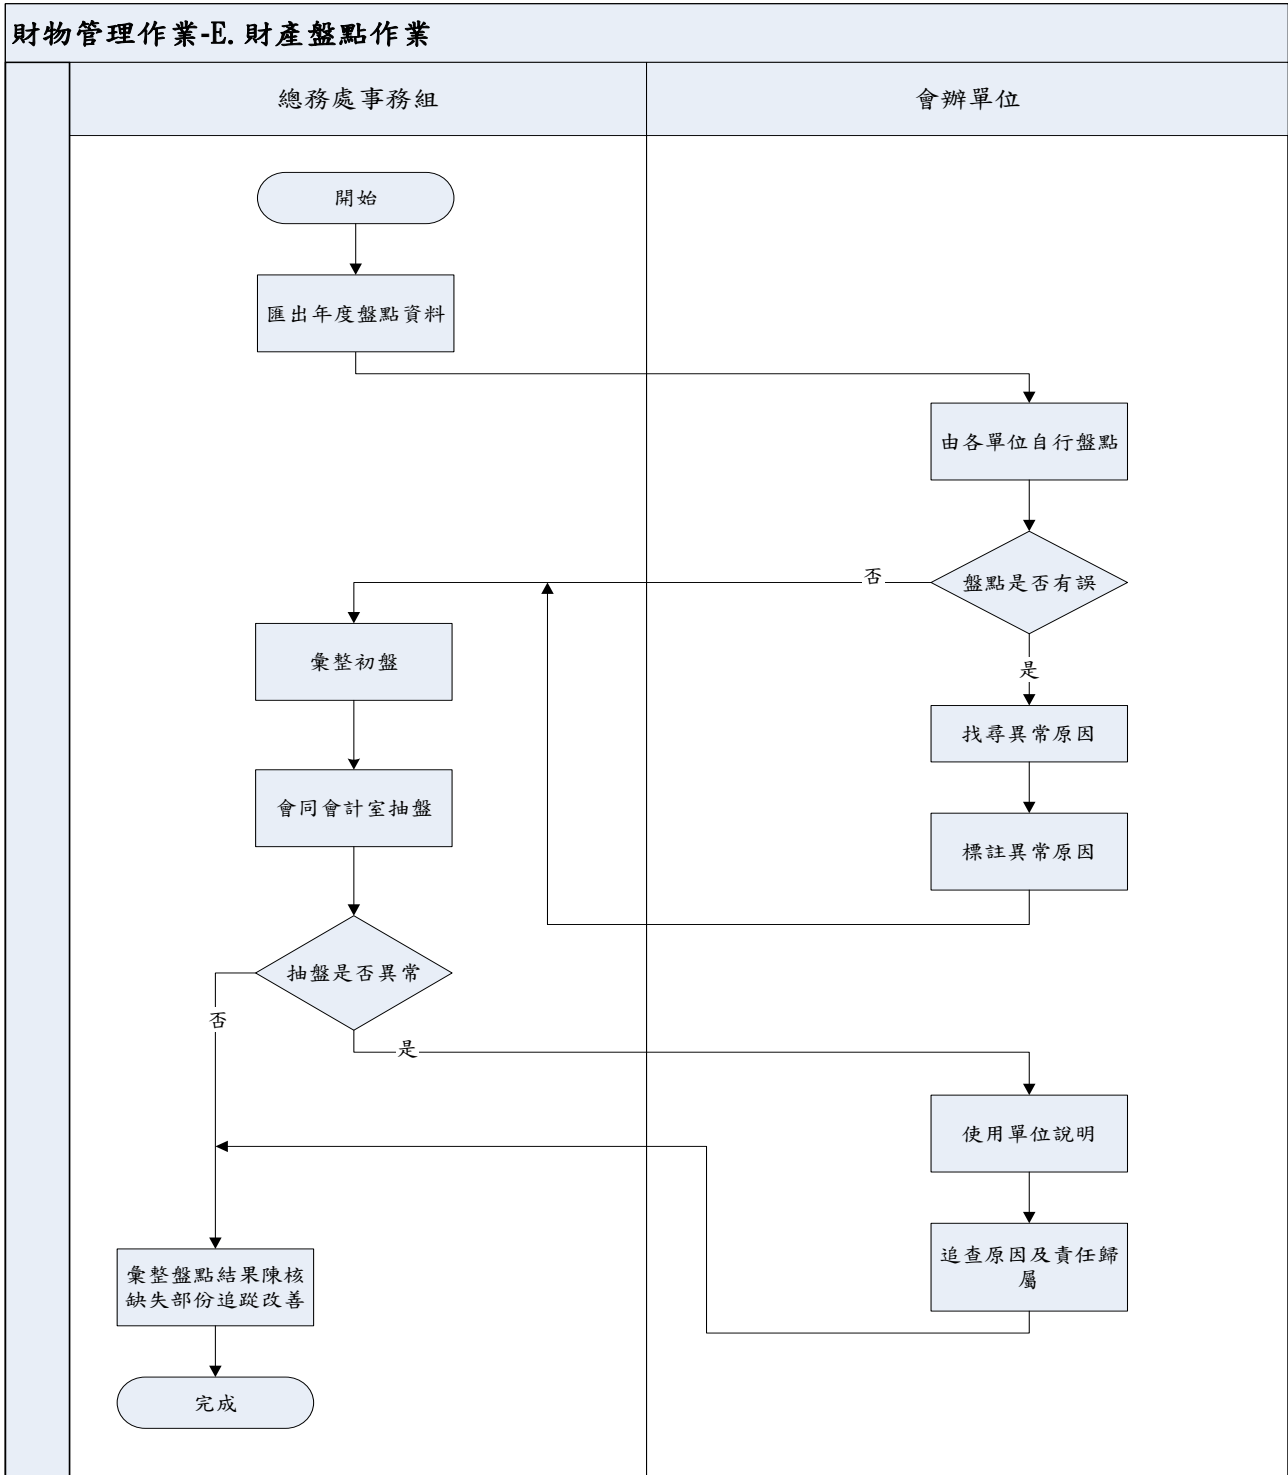 財物管理作業-E.財產盤點作業
總務處事務組
會辦單位
開始
匯出年度盤點資料
由各單位自行盤點
盤點是否有誤
否
是
彙整初盤
找尋異常原因
會同會計室抽盤
標註異常原因
抽盤是否異常
否
是
使用單位說明
追查原因及責任歸
屬
彙整盤點結果陳核
缺失部份追蹤改善
完成